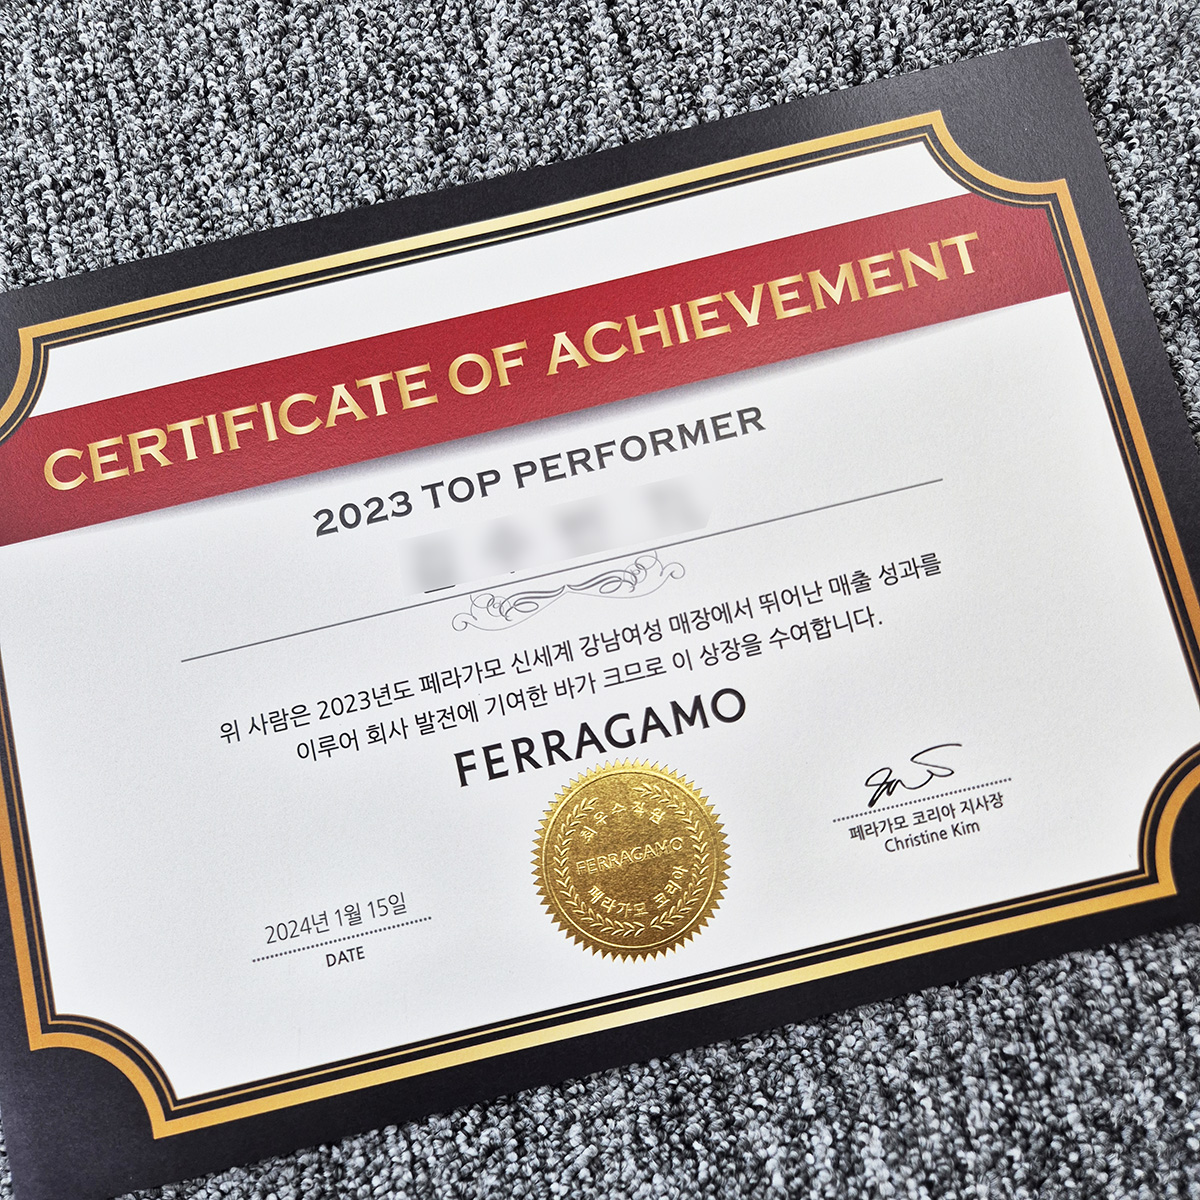 CERTIFICATE OF ACHIEVEMENT
2023 TOP PERFORMER
위 사람은 2023년도 페라가모 신세계 강남여성 매장에서 뛰어난 매출 성과를
이루어 회사 발전에 기여한 바가 크므로 이 상장을 수여합니다.
FERRAGAMO
최우수직원
FERRAGAMO
페라가모 코리아
페라가모 코리아 지사장
Christine Kim
2024년 1월 15일
DATE